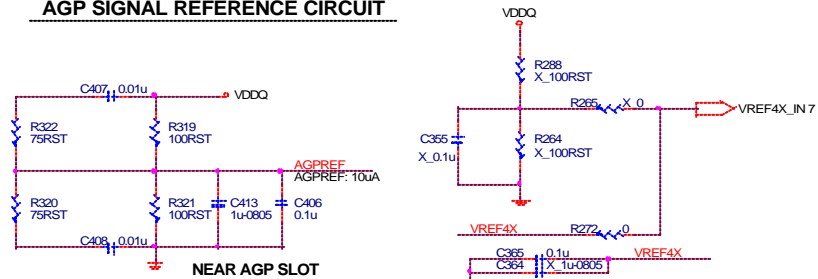 AGP SIGNAL REFERENCE CIRCUIT
VDDQ
C407 0.01u
VDDQ
R322
75RST
R319
100RST
AGPREF
AGPREF: 10uA
R320
75RST
R321
100RST
C413
1u-0805
C406
0.1u
C408 0.01u
NEAR AGP SLOT
R288
X_100RST
R265 X_0
VREF4X_IN 7
C355
X_0.1u
R264
X_100RST
VREF4X
R272 0
C365 0.1u
C364 X_1u-0805
VREF4X